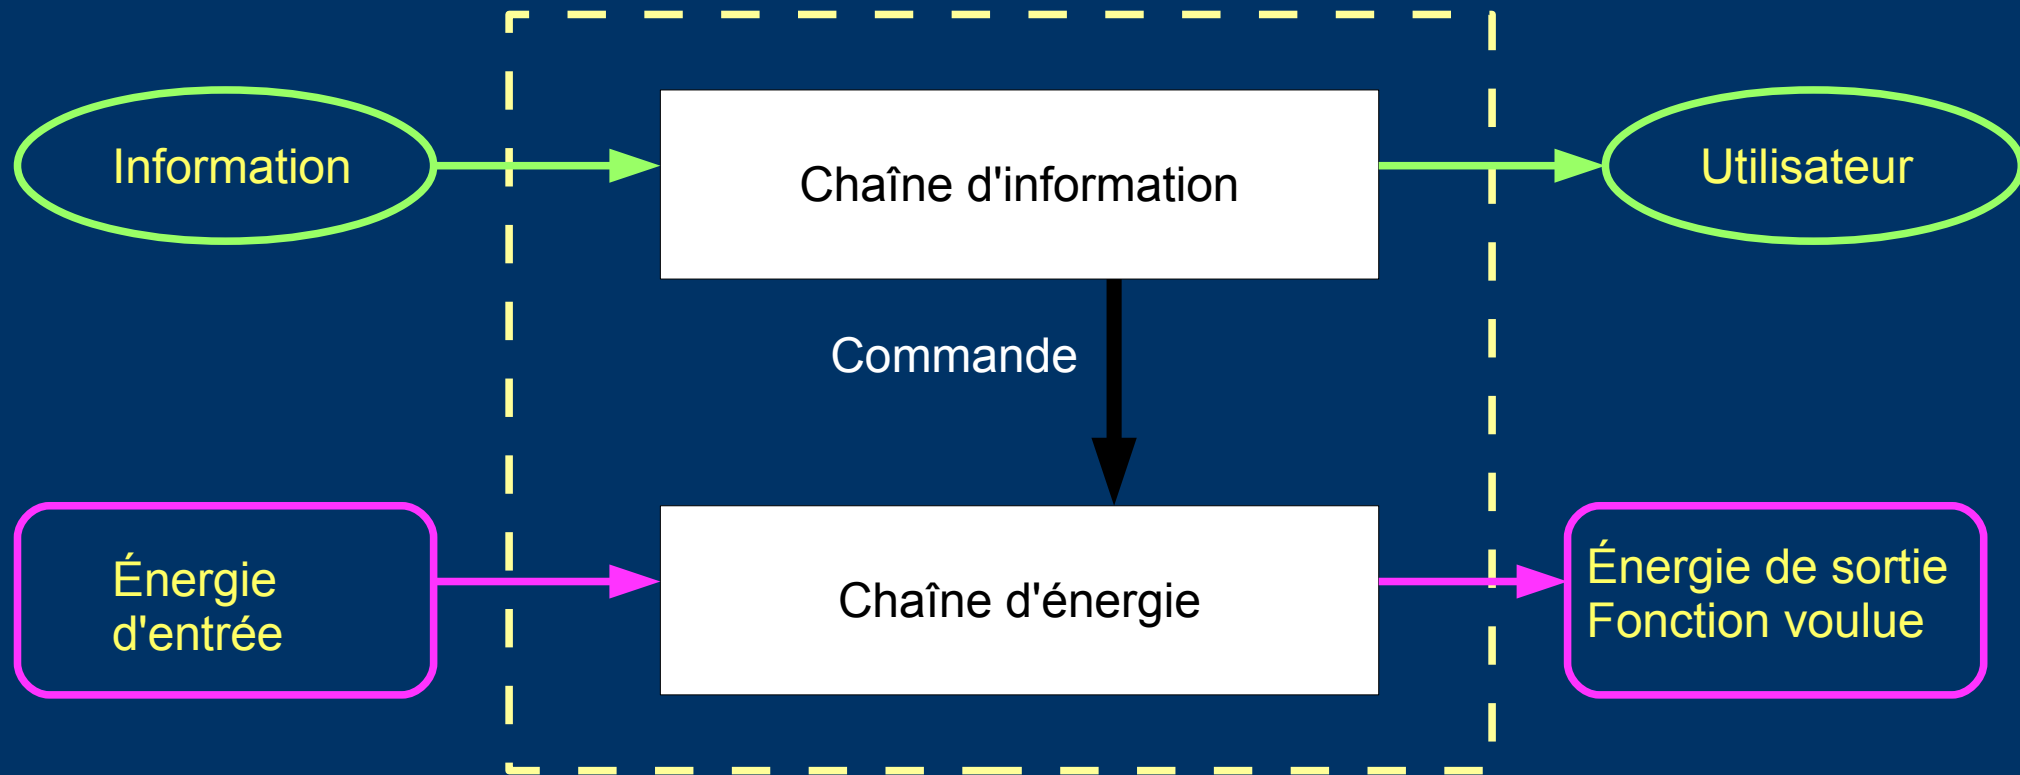 Information
Chaîne d'information
Utilisateur
Commande
Énergie
d'entrée
Chaîne d'énergie
Énergie de sortie
Fonction voulue